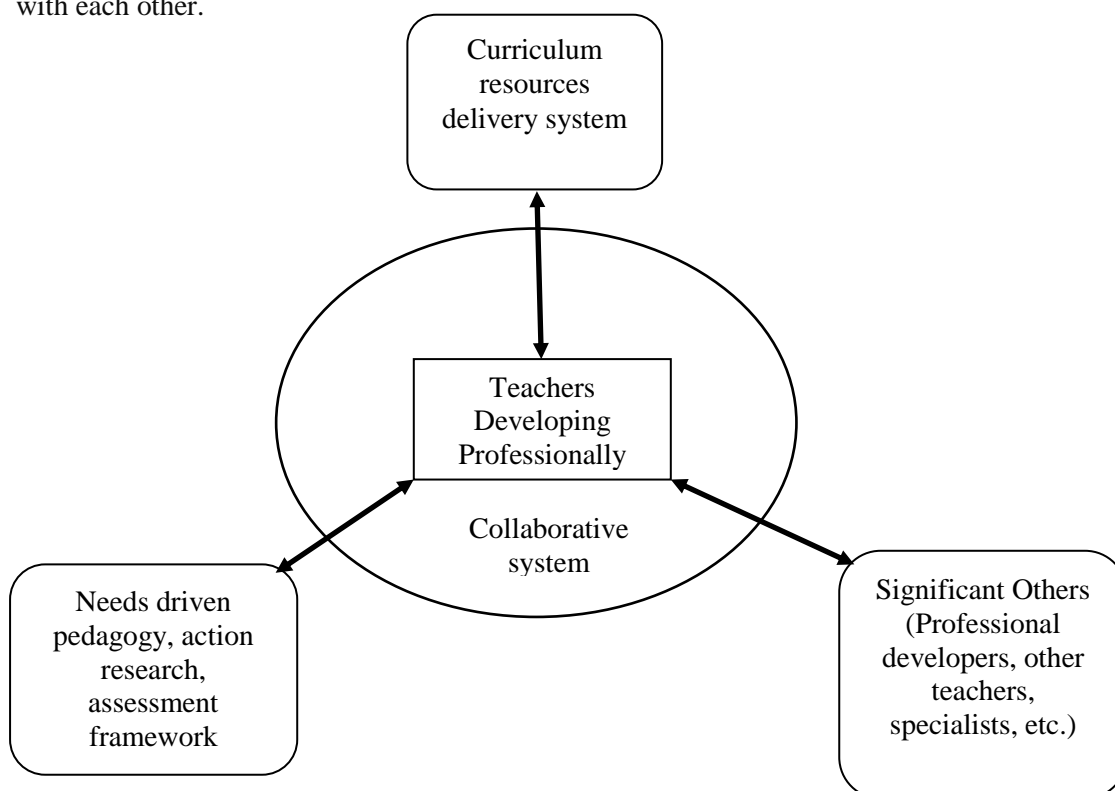 with each other.
Curriculum
resources
delivery system
Teachers
Developing
Professionally
Collaborative
system
Needs driven
pedagogy, action
research,
assessment
framework
Significant Others
(Professional
developers, other
teachers,
specialists, etc.)